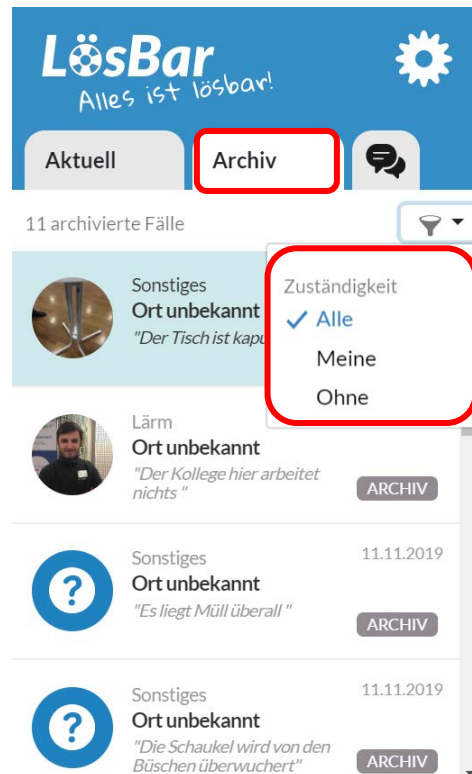 LösBar
Alles ist lösbar!
Aktuell
Archiv
11 archivierte Fälle
Zuständigkeit
Alle
Meine
Ohne
Sonstiges
Ort unbekannt
"Der Tisch ist
Lärm
Ort unbekannt
"Der Kollege hier arbeitet
nichts "
ARCHIV
Sonstiges
11.11.2019
Ort unbekannt
"Es liegt Müll überall "
ARCHIV
Sonstiges
11.11.2019
Ort unbekannt
"Die Schaukel wird von den
Büschen überwuchert"
ARCHIV